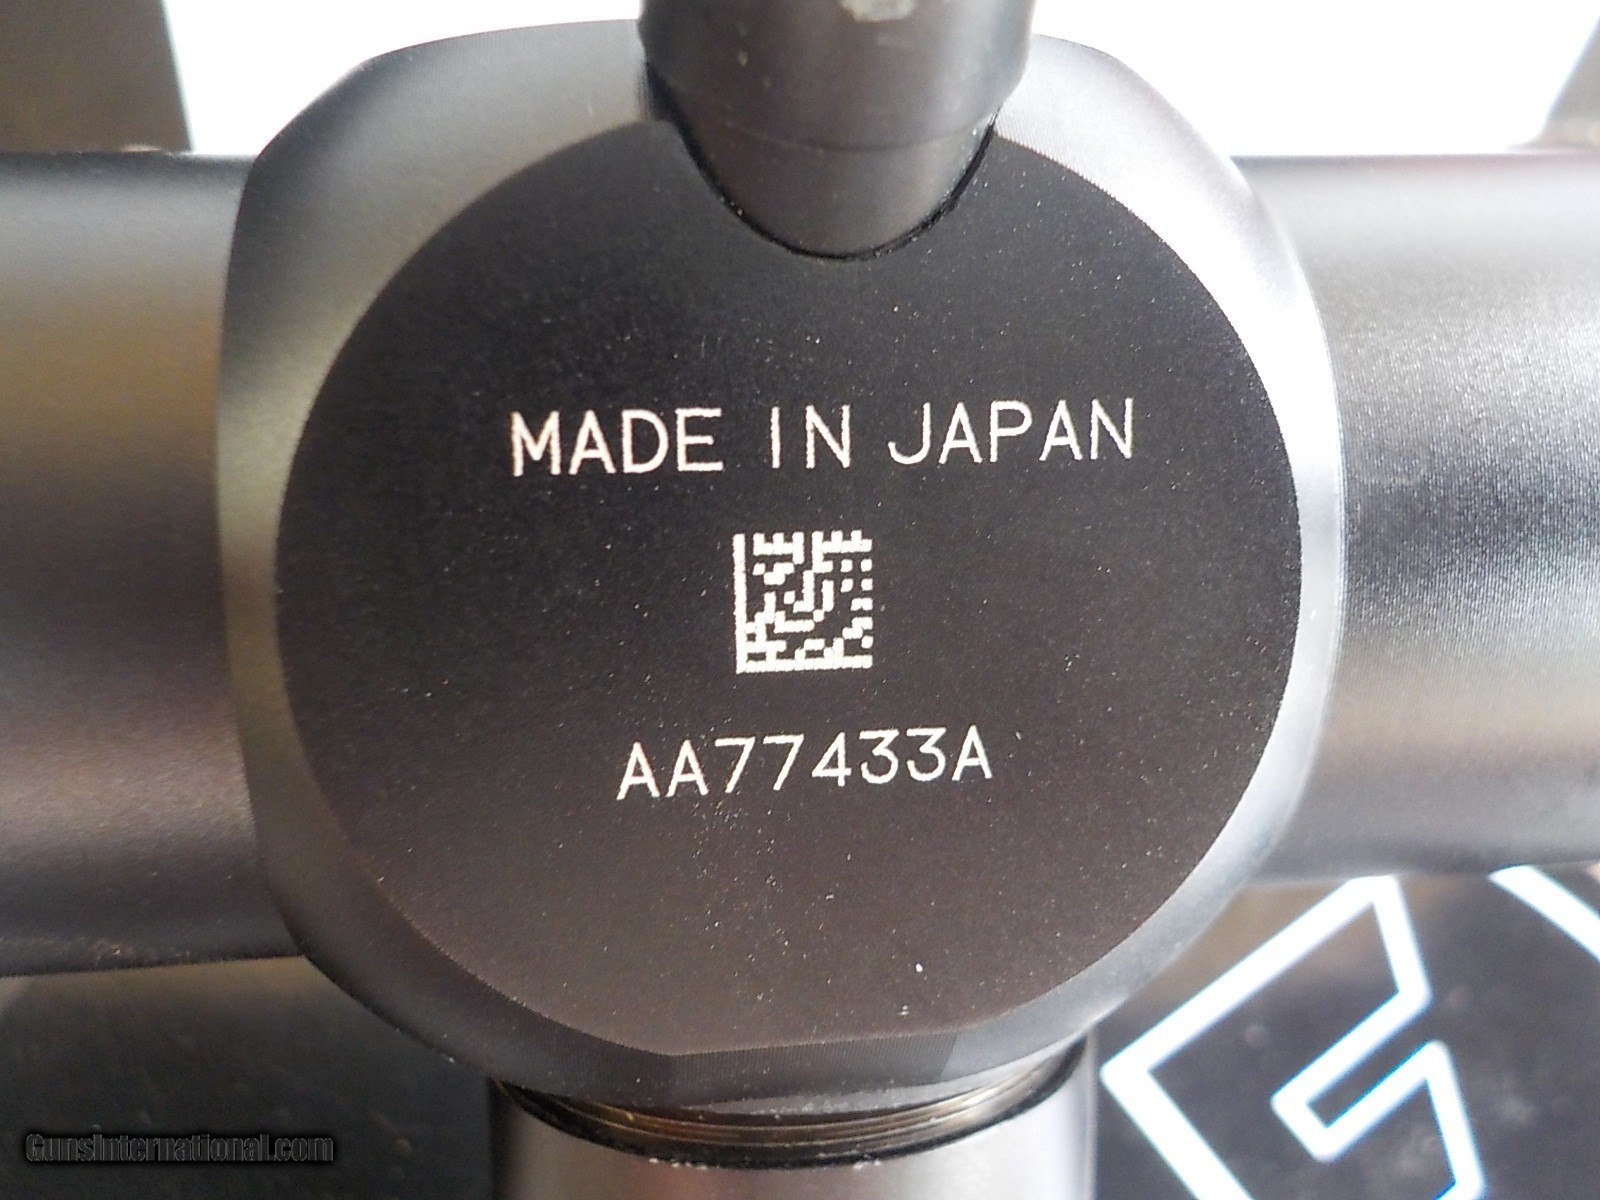 MADE IN JAPAN
AA77433A
GunsInternational.com